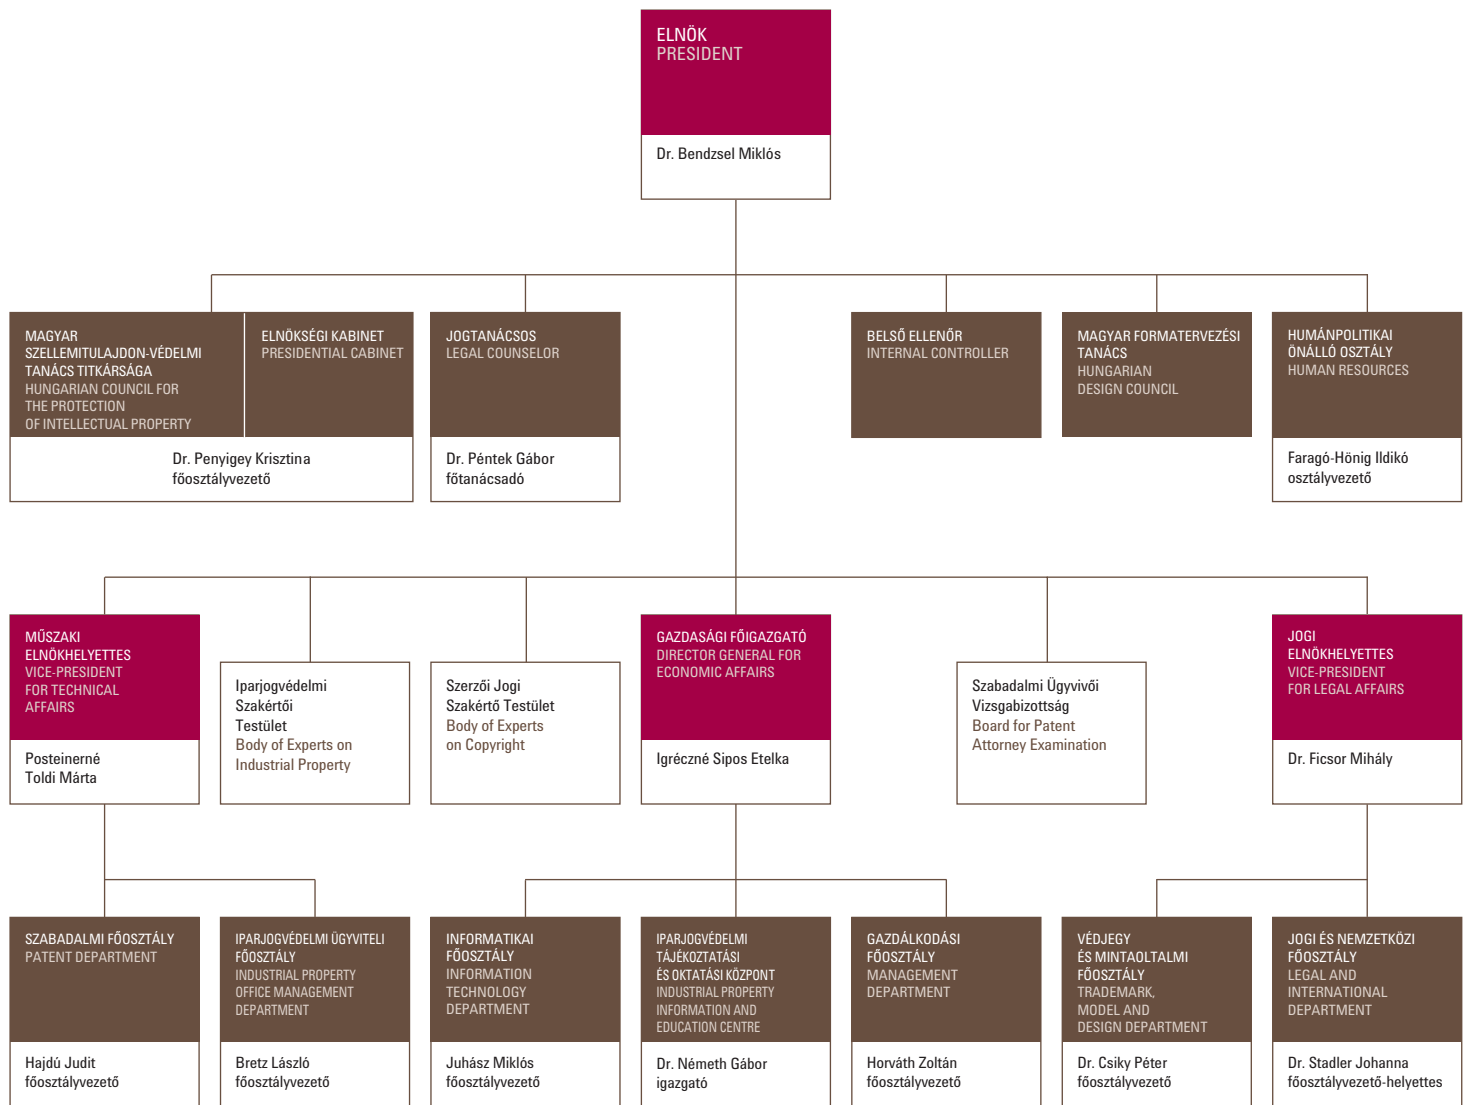 ELNÖK
PRESIDENT
Dr. Bendzsel Miklós
MAGYAR
SZELLEMITULAJDON-VÉDELMI
TANÁCS TITKÁRSÁGA
HUNGARIAN COUNCIL FOR
THE PROTECTION
OF INTELLECTUAL PROPERTY
ELNÖKSÉGI KABINET
PRESIDENTIAL CABINET
Dr. Penyigey Krisztina
főosztályvezető
JOGTANÁCSOS
LEGAL COUNSELOR
Dr. Péntek Gábor
főtanácsadó
BELSŐ ELLENŐR
INTERNAL CONTROLLER
MAGYAR FORMATERVEZÉSI
TANÁCS
HUNGARIAN
DESIGN COUNCIL
HUMÁNPOLITIKAI
ÖNÁLLÓ OSZTÁLY
HUMAN RESOURCES
Faragó-Hönig Ildikó
osztályvezető
MŰSZAKI
ELNÖKHELYETTES
VICE-PRESIDENT
FOR TECHNICAL
AFFAIRS
Posteinerné
Toldi Márta
Iparjogvédelmi
Szakértői
Testület
Body of Experts on
Industrial Property
Szerzői Jogi
Szakértő Testület
Body of Experts
on Copyright
GAZDASÁGI FŐIGAZGATÓ
DIRECTOR GENERAL FOR
ECONOMIC AFFAIRS
Igréczné Sipos Etelka
Szabadalmi Ügyvivői
Vizsgabizottság
Board for Patent
Attorney Examination
JOGI
ELNÖKHELYETTES
VICE-PRESIDENT
FOR LEGAL AFFAIRS
Dr. Ficsor Mihály
SZABADALMI FŐOSZTÁLY
PATENT DEPARTMENT
Hajdú Judit
főosztályvezető
IPARJOGVÉDELMI ÜGYVITELI
FŐOSZTÁLY
INDUSTRIAL PROPERTY
OFFICE MANAGEMENT
DEPARTMENT
Bretz László
főosztályvezető
INFORMATIKAI
FŐOSZTÁLY
INFORMATION
TECHNOLOGY
DEPARTMENT
Juhász Miklós
főosztályvezető
IPARJOGVÉDELMI
TÁJÉKOZTATÁSI
ÉS OKTATÁSI KÖZPONT
INDUSTRIAL PROPERTY
INFORMATION AND
EDUCATION CENTRE
Dr. Németh Gábor
igazgató
GAZDÁLKODÁSI
FŐOSZTÁLY
MANAGEMENT
DEPARTMENT
Horváth Zoltán
főosztályvezető
VÉDJEGY
ÉS MINTAOLTALMI
FŐOSZTÁLY
TRADEMARK,
MODEL AND
DESIGN DEPARTMENT
Dr. Csiky Péter
főosztályvezető
JOGI ÉS NEMZETKÖZI
FŐOSZTÁLY
LEGAL AND
INTERNATIONAL
DEPARTMENT
Dr. Stadler Johanna
főosztályvezető-helyettes